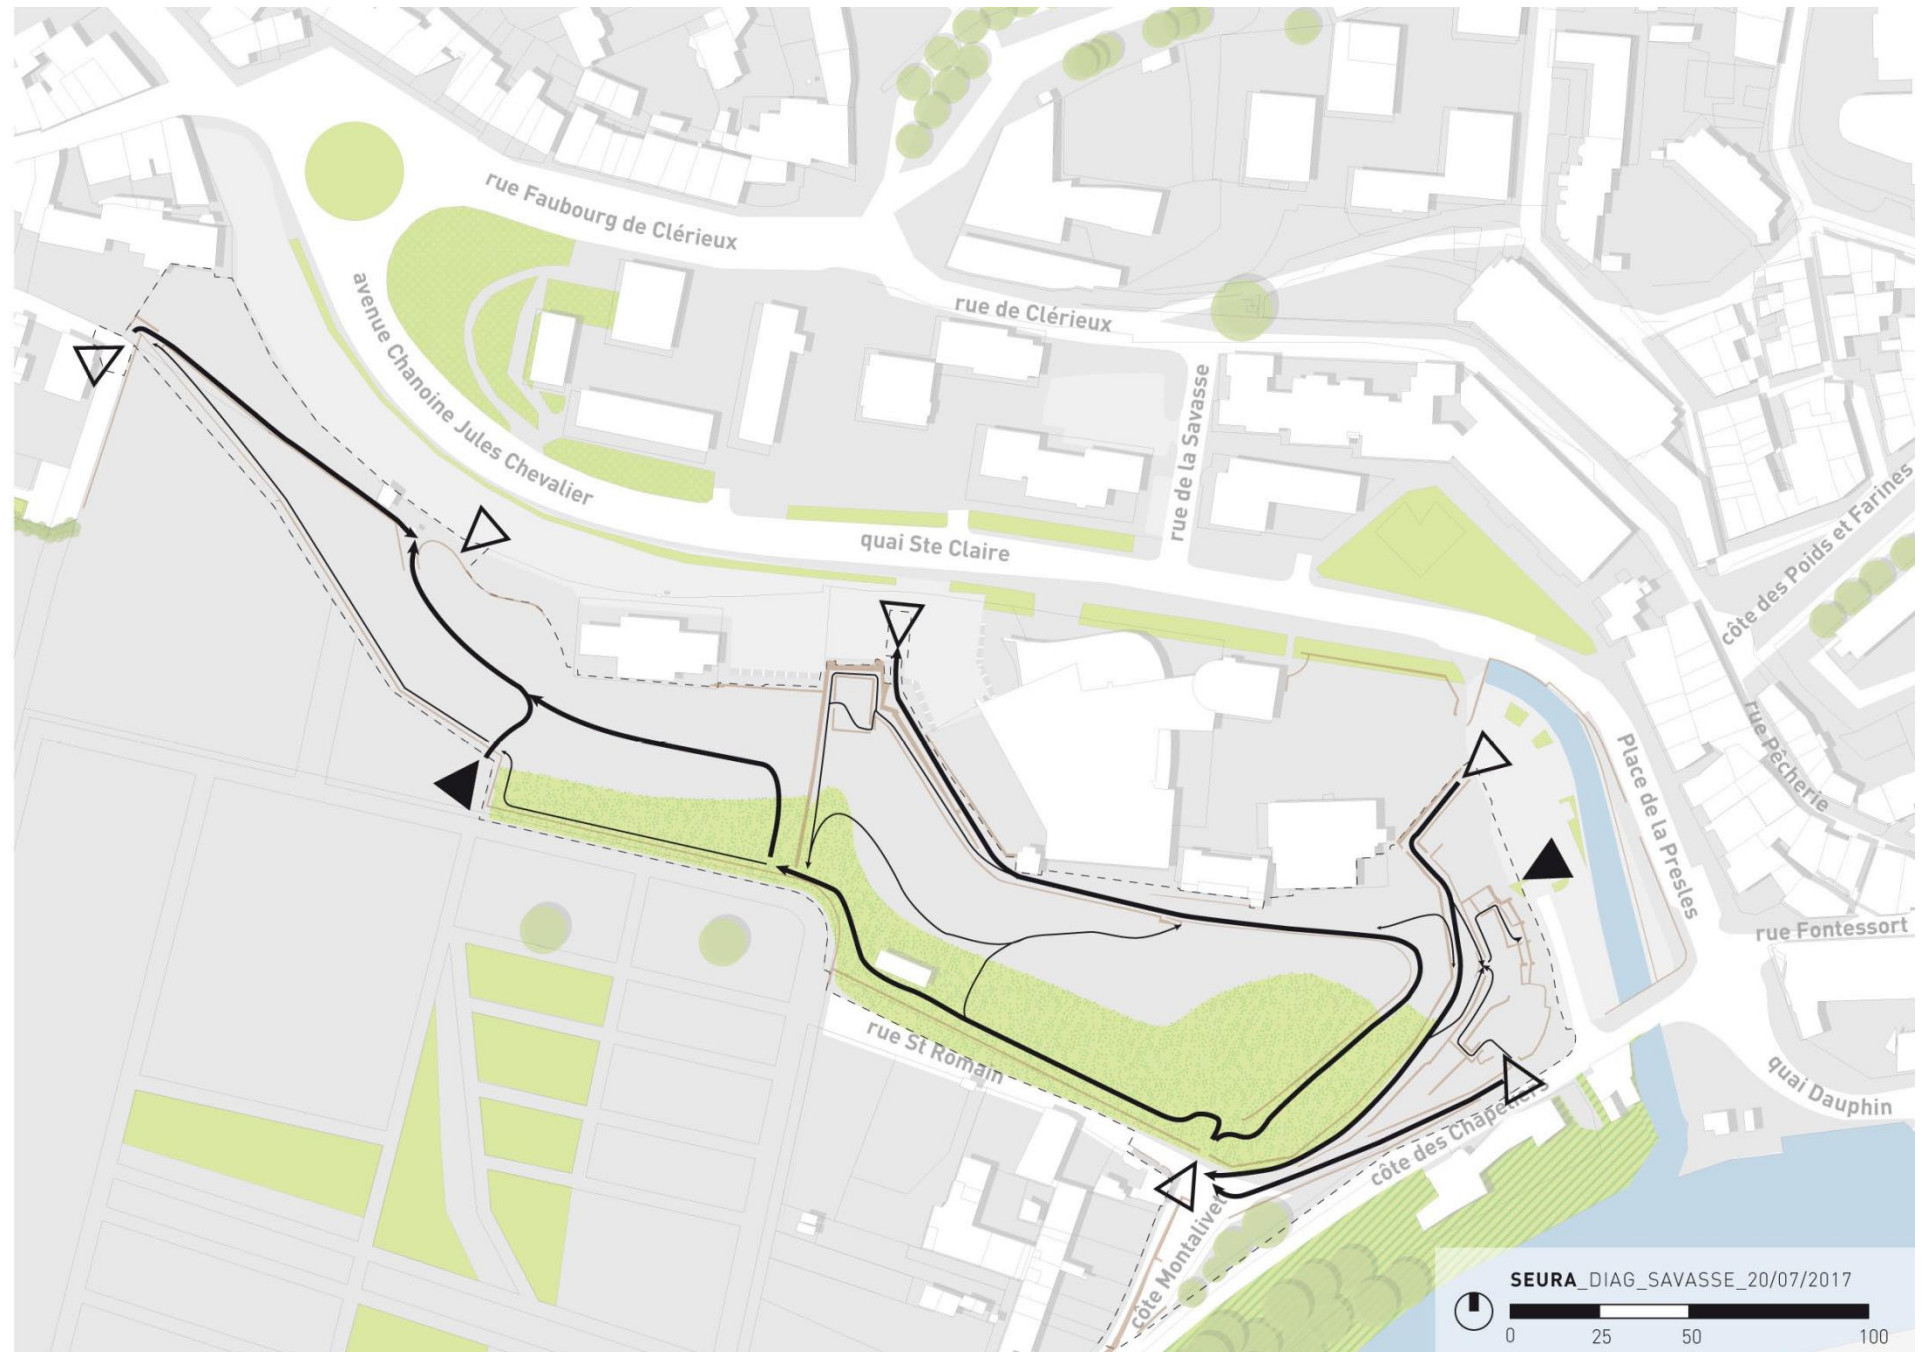 rue Faubourg de Clérieux
avenue Chanoine Jules Chevalier
rue de Clérieux
rue de la Savasse
quai Ste Claire
côte des Poids et Farines
rue Pêcherie
Place de la Presles
rue Fontessort
quai Dauphin
rue St Romain
côte des Chapeliers
côte Montalivet
SEURA_DIAG_SAVASSE_20/07/2017
0 25 50 100